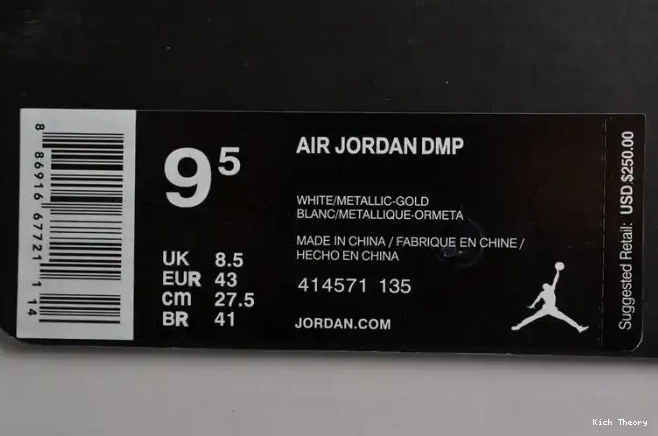 8 86916 67721 1 14
9 5
UK 8.5
EUR 43
cm 27.5
BR 41
AIR JORDAN DMP
WHITE/METALLIC-GOLD
BLANC/METALLIQUE-ORMETA
MADE IN CHINA / FABRIQUE EN CHINE /
HECHO EN CHINA
414571 135
JORDAN.COM
Suggested Retail: USD $250.00
Kick Theory